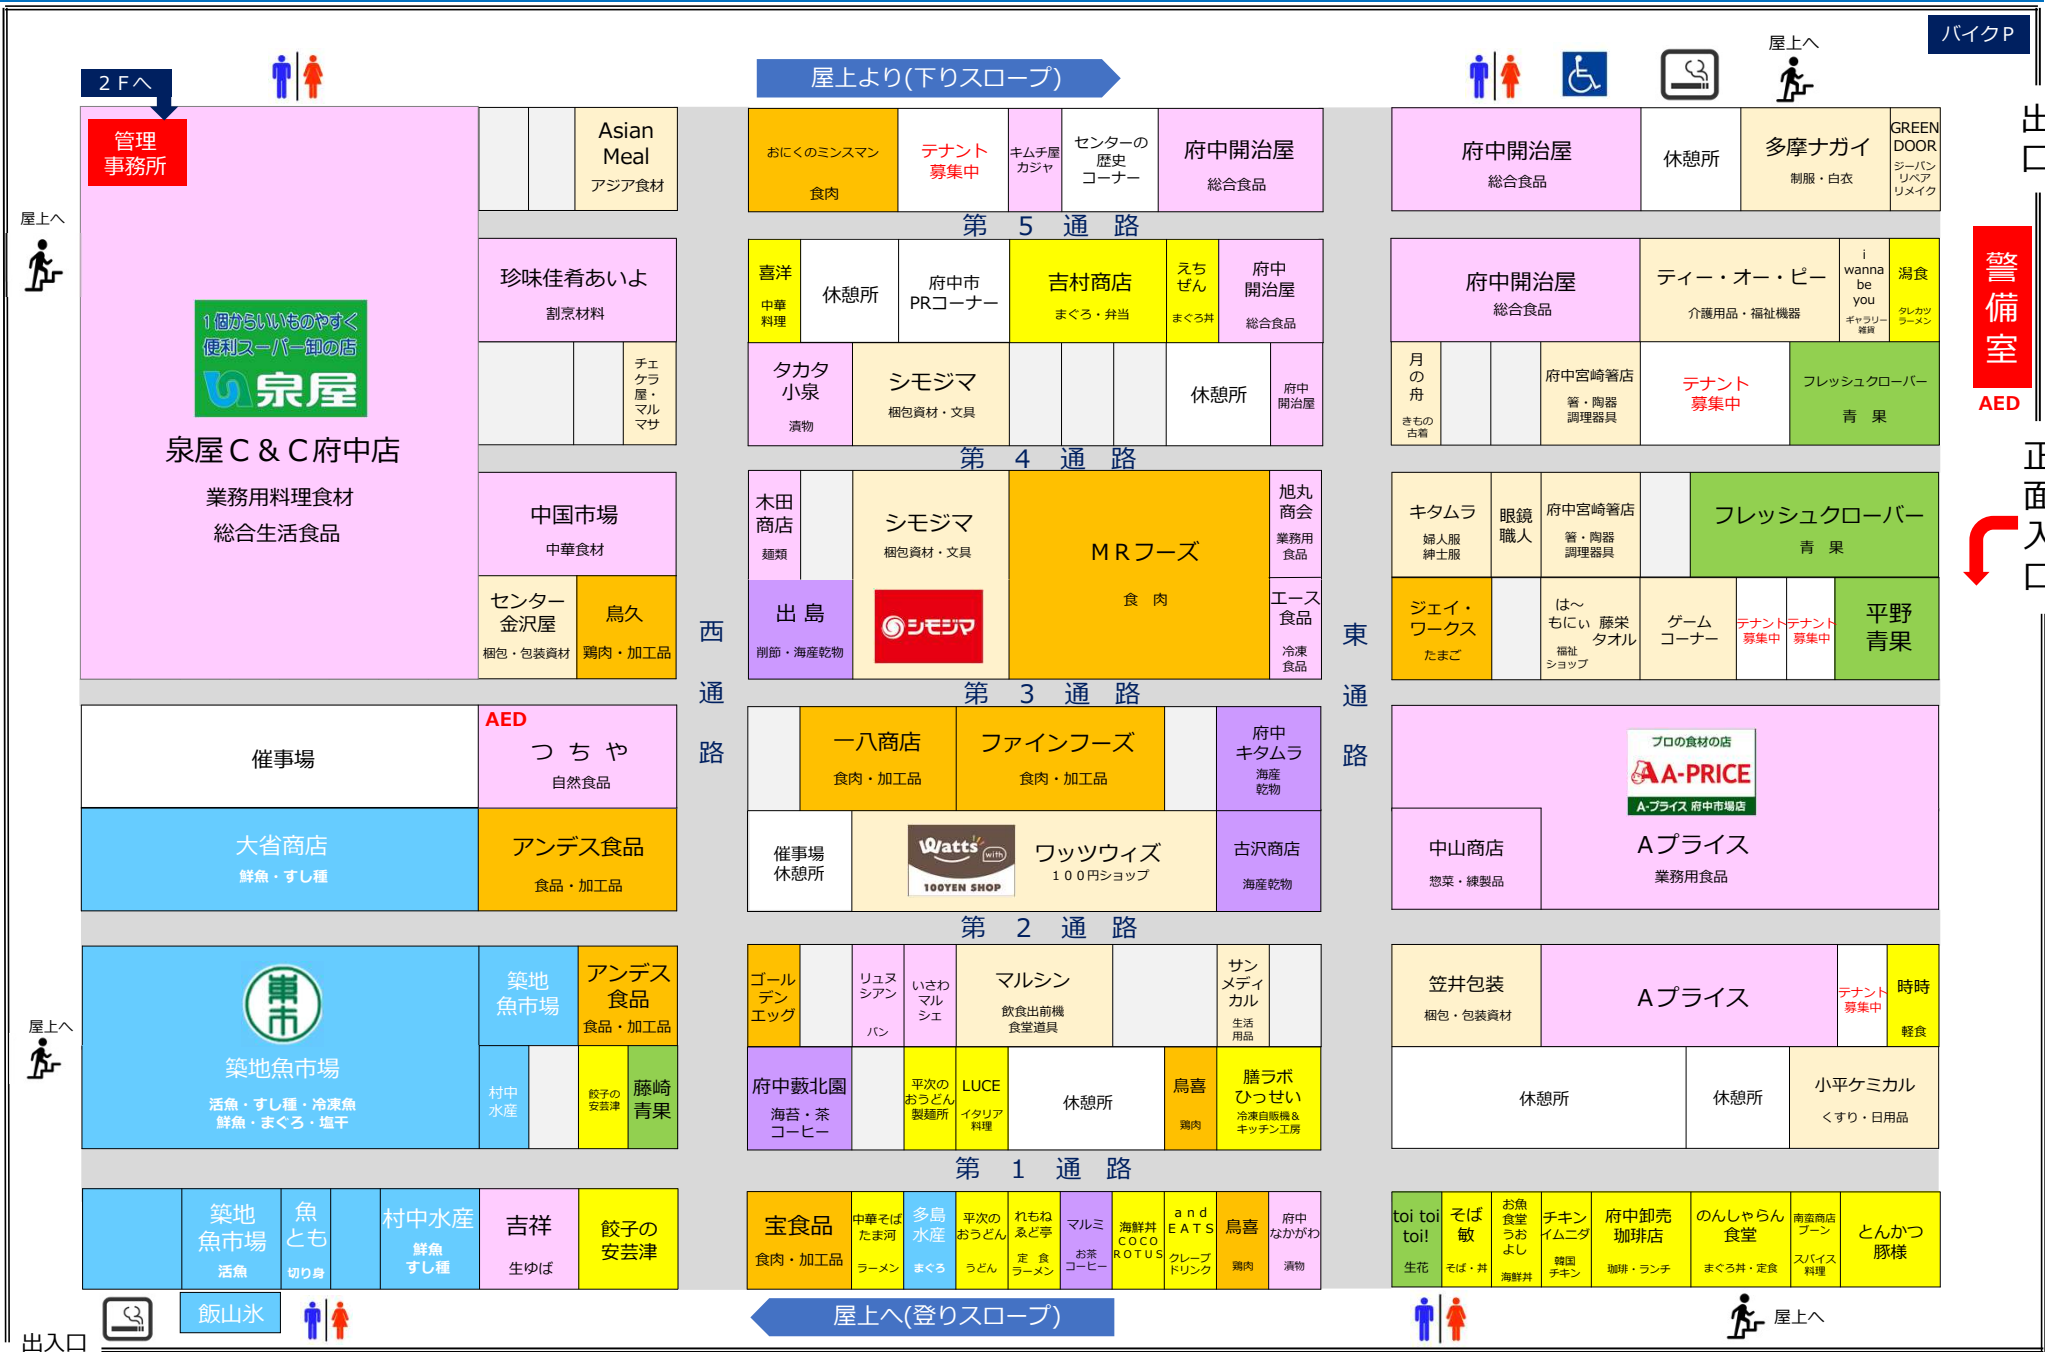 バイクP
屋上へ
2Fへ
屋上より(下りスロープ)
出口
管理
事務所
Asian
Meal
アジア食材
おにくのミンスマン
食肉
テナント
募集中
キムチ屋
カジヤ
センターの
歴史
コーナー
府中開治屋
総合食品
府中開治屋
総合食品
休憩所
多摩ナガイ
制服・白衣
GREEN
DOOR
ジーパン
リペア
リメイク
第5通路
屋上へ
珍味佳肴あいよ
割烹材料
喜洋
中華
料理
休憩所
府中市
PRコーナー
吉村商店
まぐろ・弁当
えち
ぜん
まぐろ丼
府中
開治屋
総合食品
府中開治屋
総合食品
ティー・オー・ピー
介護用品・福祉機器
i
wanna
be
you
ギャラリー
雑貨
潟食
タレカツ
ラーメン
警備室
AED
1個からいいものやすく
便利スーパー卸の店
泉屋
泉屋C&C府中店
業務用料理食材
総合生活食品
チェ
ケラ
屋・
マル
マサ
タカタ
小泉
漬物
シモジマ
梱包資材・文具
休憩所
府中
開治屋
月
の
舟
きもの
古着
府中宮崎箸店
箸・陶器
調理器具
テナント
募集中
フレッシュクローバー
青 果
第4通路
正面入口
中国市場
中華食材
木田
商店
麺類
シモジマ
梱包資材・文具
シモジマ
MRフーズ
食 肉
旭丸
商会
業務用
食品
キタムラ
婦人服
紳士服
眼鏡
職人
府中宮崎箸店
箸・陶器
調理器具
フレッシュクローバー
青 果
センター
金沢屋
梱包・包装資材
鳥久
鶏肉・加工品
西通路
出 島
削節・海産乾物
エース
食品
冷凍
食品
東通路
ジェイ・
ワークス
たまご
は～
もにぃ
福祉
ショップ
藤栄
タオル
ゲーム
コーナー
テナント
募集中
テナント
募集中
平野
青果
第3通路
催事場
AED
つ ち や
自然食品
一八商店
食肉・加工品
ファインフーズ
食肉・加工品
府中
キタムラ
海産
乾物
プロの食材の店
A-PRICE
A-プライス 府中市場店
Aプライス
業務用食品
大省商店
鮮魚・すし種
アンデス食品
食品・加工品
催事場
休憩所
Watts with
100YEN SHOP
ワッツウィズ
100円ショップ
古沢商店
海産乾物
中山商店
惣菜・練製品
第2通路
東市
築地魚市場
活魚・すし種・冷凍魚
鮮魚・まぐろ・塩干
築地
魚市場
アンデス
食品
食品・加工品
ゴール
デン
エッグ
リュヌ
シアン
パン
いさわ
マル
シェ
マルシン
飲食出前機
食堂道具
サン
メディ
カル
生活
用品
笠井包装
梱包・包装資材
Aプライス
テナント
募集中
時時
軽食
屋上へ
村中
水産
餃子の
安芸津
藤崎
青果
府中藪北園
海苔・茶
コーヒー
平次の
おうどん
製麺所
LUCE
イタリア
料理
休憩所
鳥喜
鶏肉
膳ラボ
ひっせい
冷凍自販機&
キッチン工房
休憩所
休憩所
小平ケミカル
くすり・日用品
第1通路
築地
魚市場
活魚
魚
とも
切り身
村中水産
鮮魚
すし種
吉祥
生ゆば
餃子の
安芸津
宝食品
食肉・加工品
中華そば
たま河
ラーメン
多島
水産
まぐろ
平次の
おうどん
うどん
れもね
ゑど亭
定 食
ラーメン
マルミ
お茶
コーヒー
海鮮丼
COCO
ROTUS
and
EATS
クレープ
ドリンク
鳥喜
鶏肉
府中
なかがわ
漬物
toi toi
toi!
生花
そば
敏
そば・丼
お魚
食堂
うお
よし
海鮮丼
チキン
イムニダ
韓国
チキン
府中卸売
珈琲店
珈琲・ランチ
のんしゃらん
食堂
まぐろ丼・定食
南蛮商店
ブーン
スパイス
料理
とんかつ
豚様
飯山氷
屋上へ(登りスロープ)
屋上へ
出入口